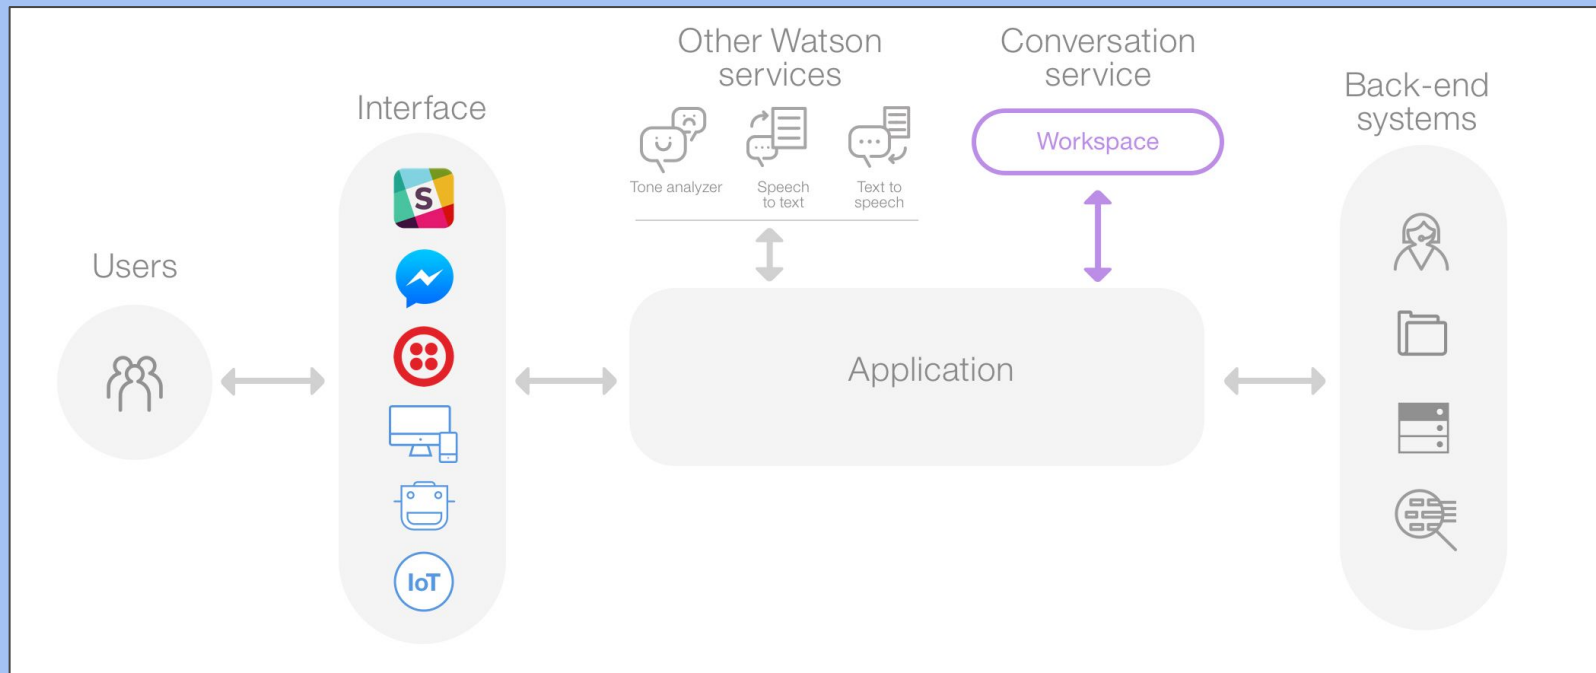 Users
Interface
S
IoT
Other Watson
services
Tone analyzer
Speech
to text
Text to
speech
Conversation
service
Workspace
Application
Back-end
systems